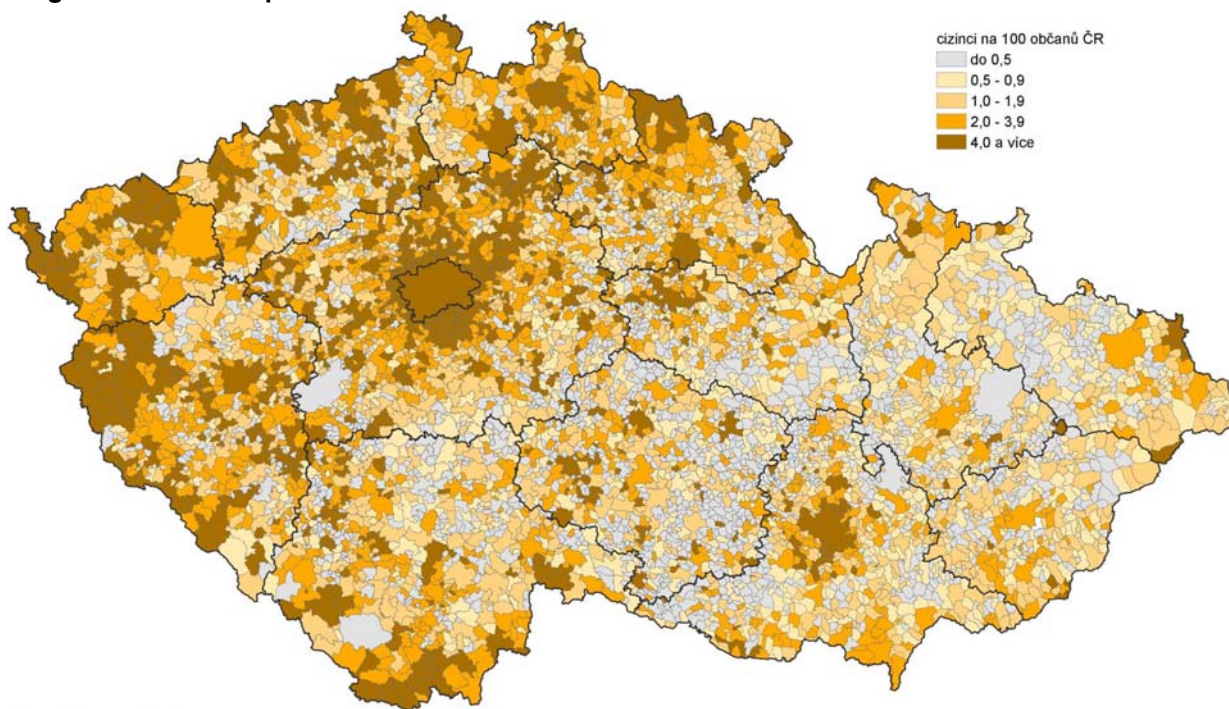 cizinci na 100 občanů ČR
do 0,5
0,5 - 0,9
1,0 - 1,9
2,0 - 3,9
4,0 a více